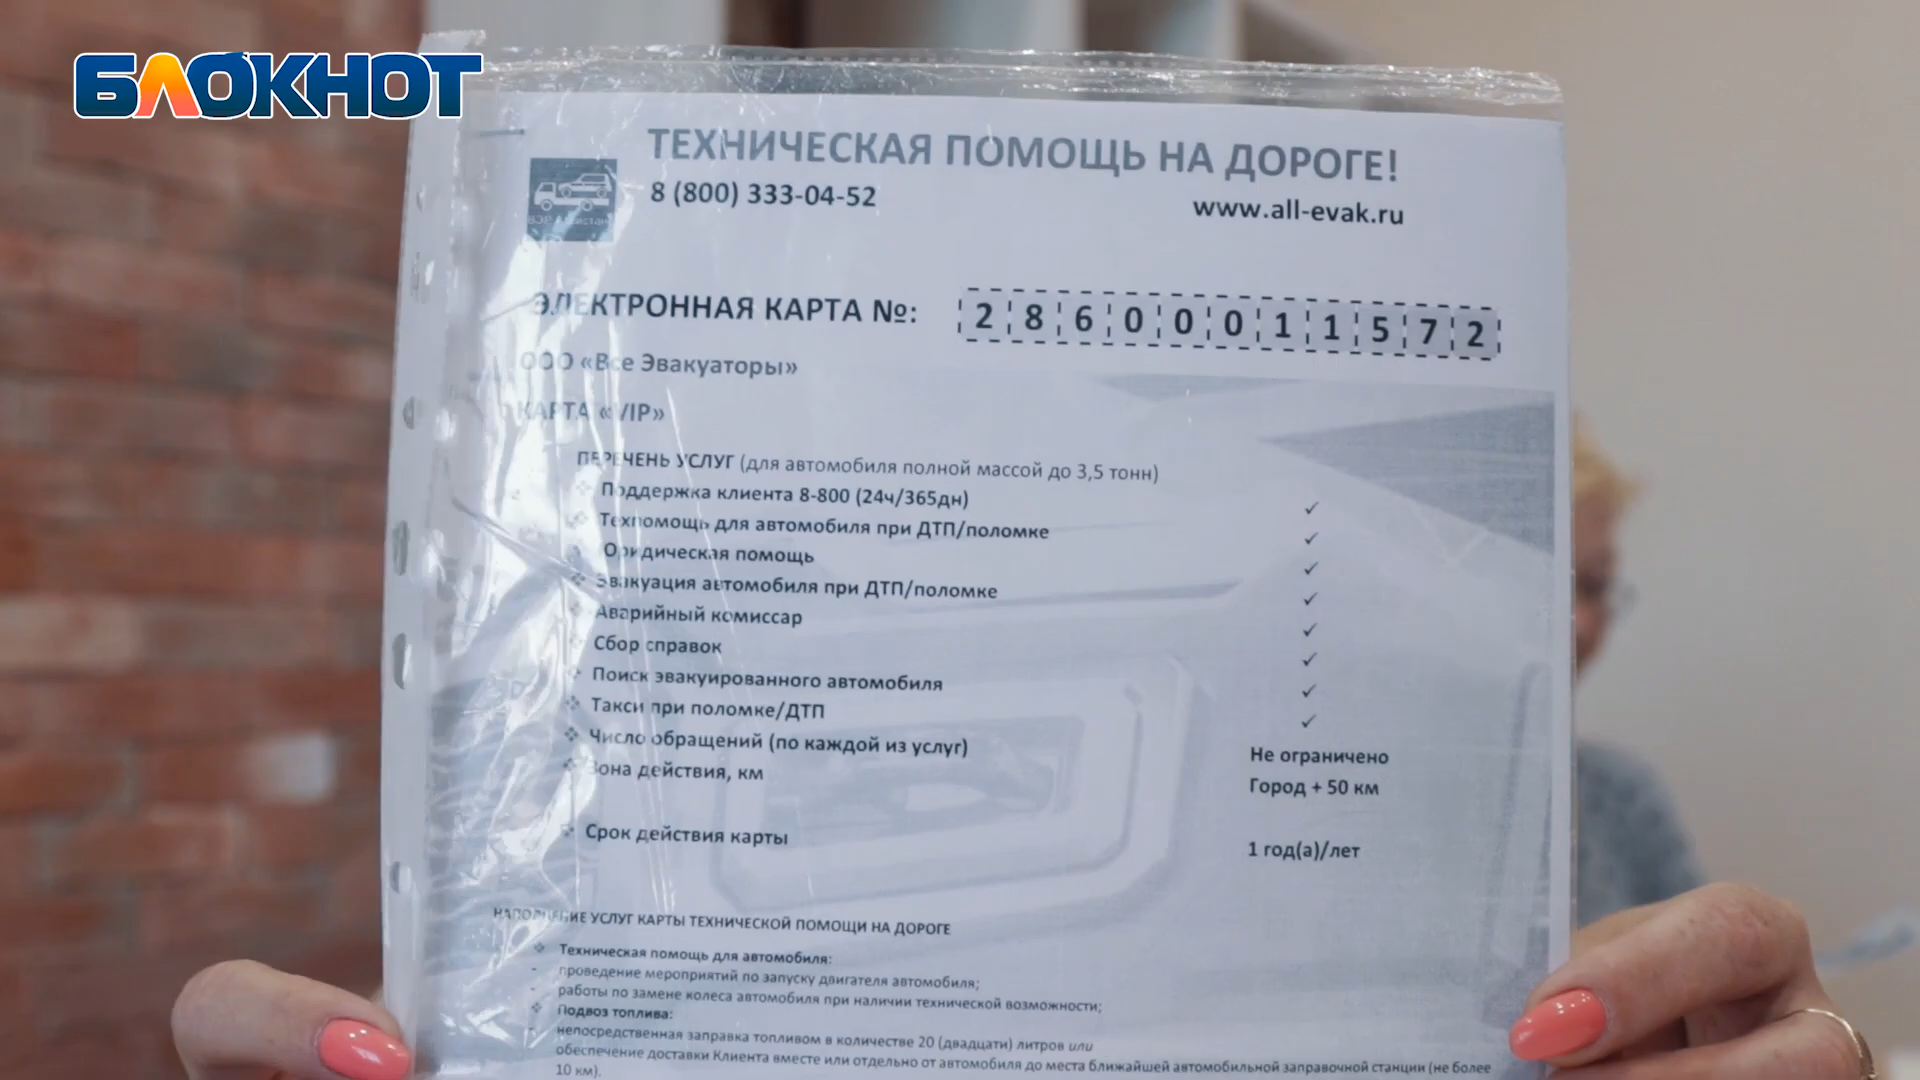 БЛОКНОТ
ТЕХНИЧЕСКАЯ ПОМОЩЬ НА ДОРОГЕ!
8 (800) 333-04-52
www.all-evak.ru
ЭЛЕКТРОННАЯ КАРТА №: 28600011572
ООО «Все Эвакуаторы»
КАРТА «VIP»
ПЕРЕЧЕНЬ УСЛУГ (для автомобиля полной массой до 3,5 тонн)
Поддержка клиента 8-800 (24ч/365дн) ✓
Техпомощь для автомобиля при ДТП/поломке ✓
Юридическая помощь ✓
Эвакуация автомобиля при ДТП/поломке ✓
Аварийный комиссар ✓
Сбор справок ✓
Поиск эвакуированного автомобиля ✓
Такси при поломке/ДТП ✓
Число обращений (по каждой из услуг) Не ограничено
Зона действия, км Город + 50 км
Срок действия карты 1 год(а)/лет
НАПОЛНЕНИЕ УСЛУГ КАРТЫ ТЕХНИЧЕСКОЙ ПОМОЩИ НА ДОРОГЕ
Техническая помощь для автомобиля:
- проведение мероприятий по запуску двигателя автомобиля;
- работы по замене колеса автомобиля при наличии технической возможности;
Подвоз топлива:
- непосредственная заправка топливом в количестве 20 (двадцати) литров или
обеспечение доставки Клиента вместе или отдельно от автомобиля до места ближайшей автомобильной заправочной станции (не более
10 км).